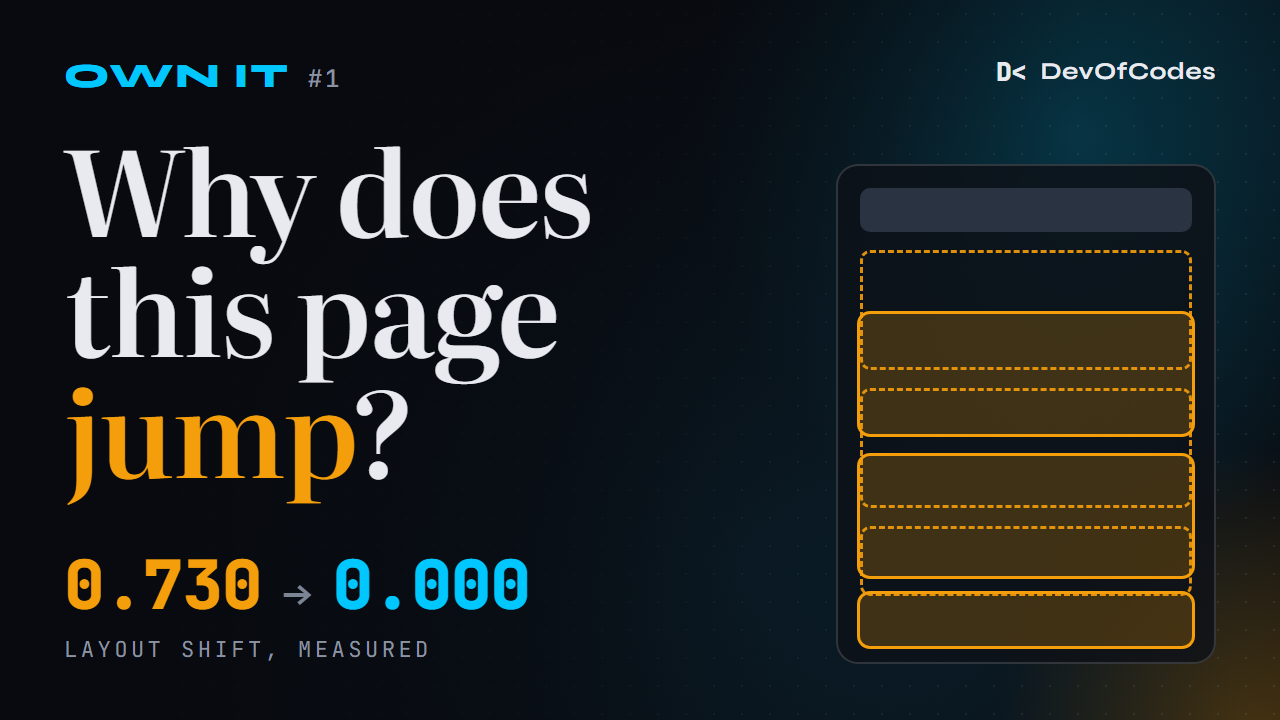 OWN IT #1
D< DevOfCodes
Why does
this page
jump?
0.730 → 0.000
LAYOUT SHIFT, MEASURED